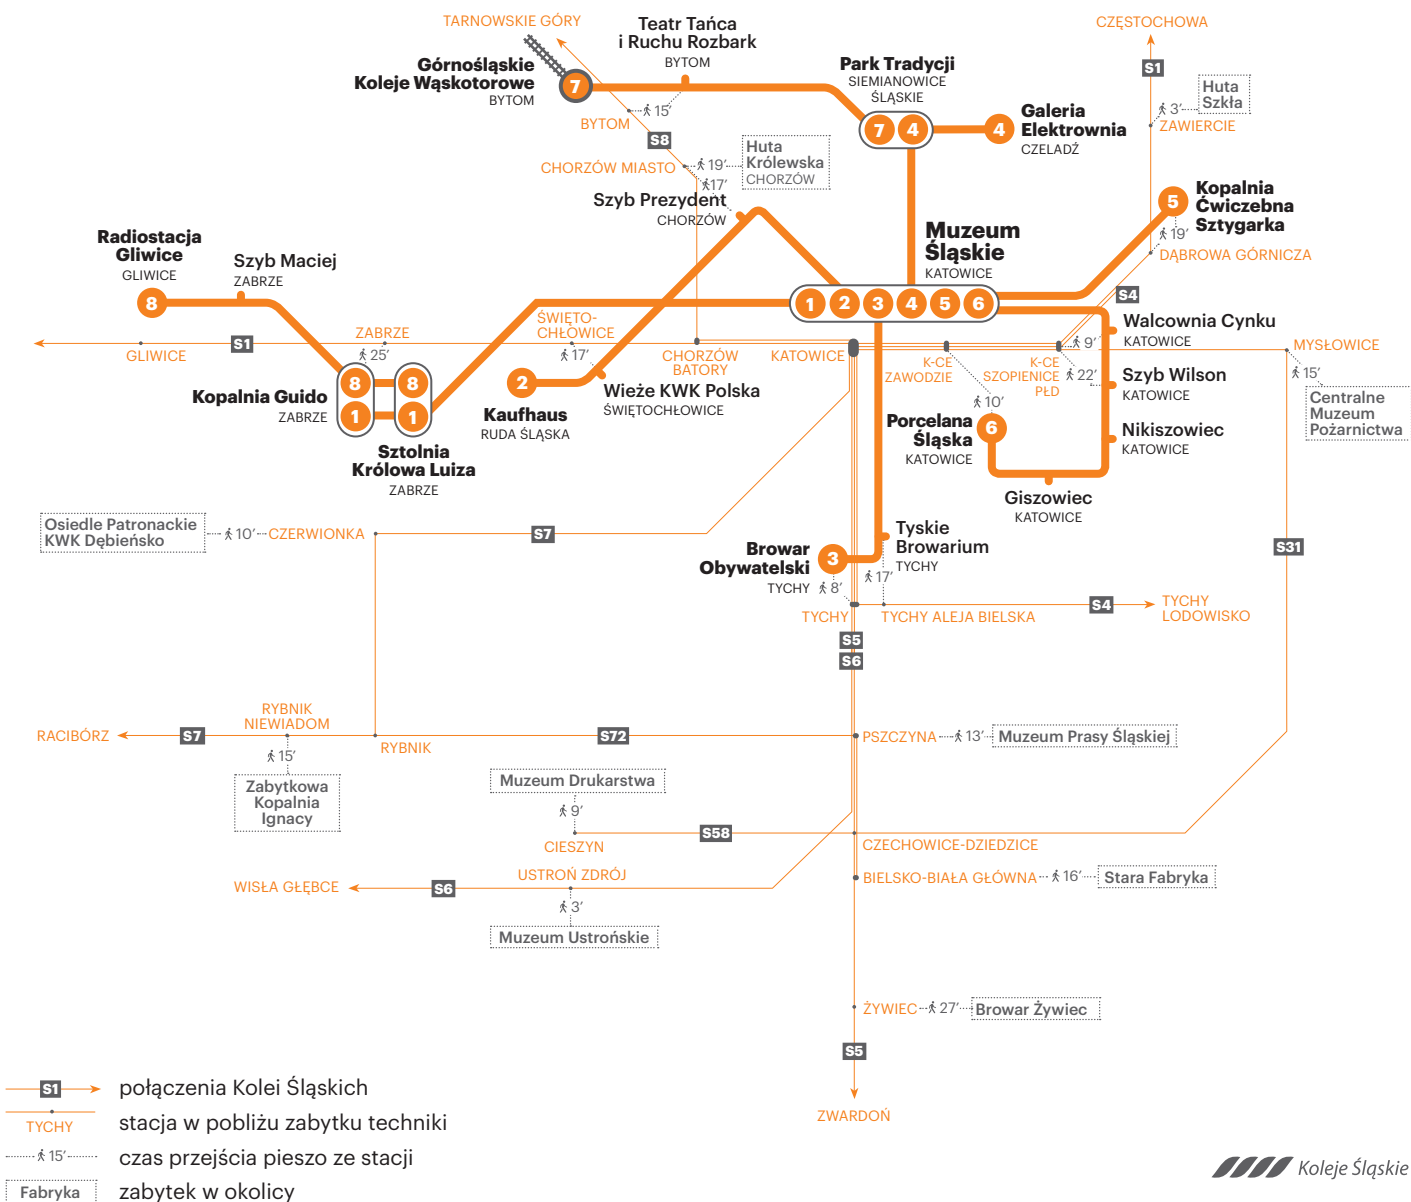 TARNOWSKIE GÓRY
Teatr Tańca
i Ruchu Rozbark
BYTOM
CZĘSTOCHOWA
Górnośląskie
Koleje Wąskotorowe
BYTOM
7
15’
BYTOM
S8
Park Tradycji
SIEMIANOWICE
ŚLĄSKIE
7
4
4
Galeria
Elektrownia
CZELADŹ
S1
Huta
Szkła
3’
ZAWIERCIE
CHORZÓW MIASTO
19’
Huta
Królewska
CHORZÓW
17’
Szyb Prezydent
CHORZÓW
5
Kopalnia
Ćwiczebna
Sztygarka
19’
DĄBROWA GÓRNICZA
S4
Radiostacja
Gliwice
GLIWICE
8
Szyb Maciej
ZABRZE
Muzeum
Śląskie
KATOWICE
1
2
3
4
5
6
GLIWICE
S1
ZABRZE
25’
ŚWIĘTO-
CHŁOWICE
17’
CHORZÓW
BATORY
KATOWICE
K-CE
ZAWODZIE
K-CE
SZOPIENICE
PŁD
9’
22’
10’
Walcownia Cynku
KATOWICE
Szyb Wilson
KATOWICE
Nikiszowiec
KATOWICE
MYSŁOWICE
15’
Centralne
Muzeum
Pożarnictwa
Kopalnia Guido
ZABRZE
8
8
1
1
Sztolnia
Królowa Luiza
ZABRZE
2
Kaufhaus
RUDA ŚLĄSKA
Wieże KWK Polska
ŚWIĘTOCHŁOWICE
Porcelana
Śląska
KATOWICE
6
Giszowiec
KATOWICE
Osiedle Patronackie
KWK Dębieńsko
10’
CZERWIONKA
S7
Browar
Obywatelski
TYCHY
3
8’
Tyskie
Browarium
TYCHY
17’
S31
TYCHY
TYCHY ALEJA BIELSKA
S4
TYCHY
LODOWISKO
S5
S6
RACIBÓRZ
S7
RYBNIK
NIEWIADOM
15’
Zabytkowa
Kopalnia
Ignacy
RYBNIK
S72
PSZCZYNA
13’
Muzeum Prasy Śląskiej
Muzeum Drukarstwa
9’
CIESZYN
S58
CZECHOWICE-DZIEDZICE
WISŁA GŁĘBCE
S6
USTROŃ ZDRÓJ
3’
Muzeum Ustrońskie
BIELSKO-BIAŁA GŁÓWNA
16’
Stara Fabryka
ŻYWIEC
27’
Browar Żywiec
S5
ZWARDOŃ
S1
połączenia Kolei Śląskich
TYCHY
stacja w pobliżu zabytku techniki
15’
czas przejścia pieszo ze stacji
Fabryka
zabytek w okolicy
Koleje Śląskie